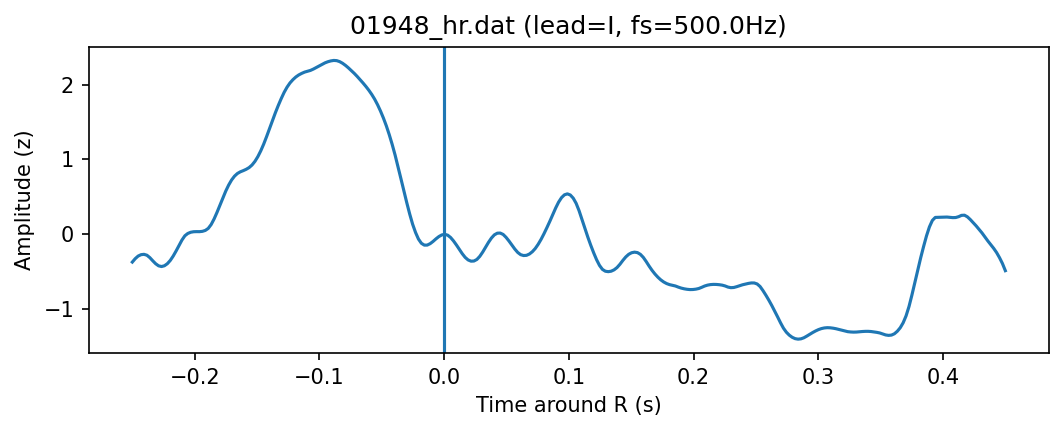 01948_hr.dat (lead=I, fs=500.0Hz)
Amplitude (z)
2
1
0
−1
−0.2 −0.1 0.0 0.1 0.2 0.3 0.4
Time around R (s)